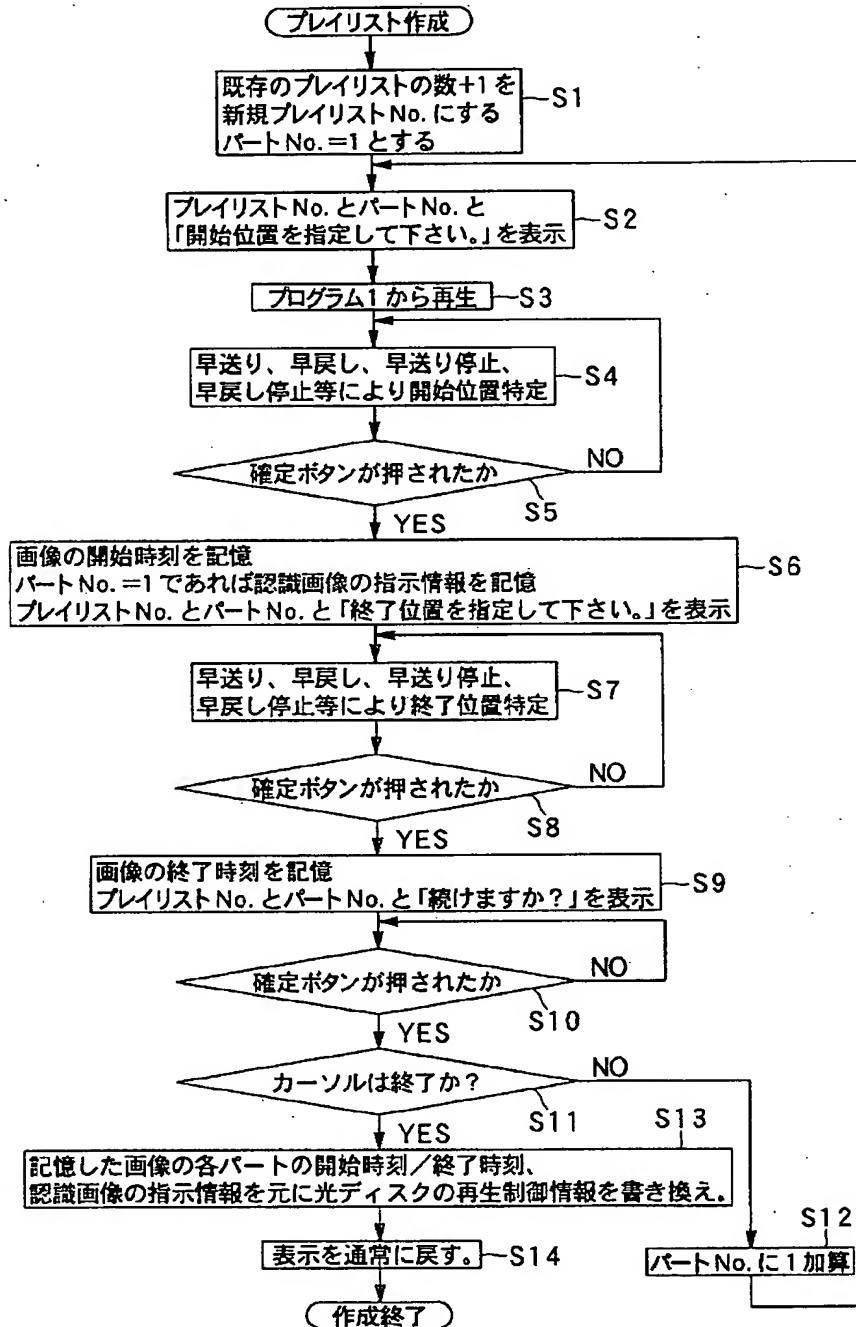 プレイリスト作成
既存のプレイリストの数+1を
新規プレイリストNo.にする
パートNo.=1とする
S1
プレイリストNo.とパートNo.と
「開始位置を指定して下さい。」を表示
S2
プログラム1から再生
S3
早送り、早戻し、早送り停止、
早戻し停止等により開始位置特定
S4
確定ボタンが押されたか
NO
S5
YES
画像の開始時刻を記憶
パートNo.=1であれば認識画像の指示情報を記憶
プレイリストNo.とパートNo.と「終了位置を指定して下さい。」を表示
S6
早送り、早戻し、早送り停止、
早戻し停止等により終了位置特定
S7
確定ボタンが押されたか
NO
S8
YES
画像の終了時刻を記憶
プレイリストNo.とパートNo.と「続けますか?」を表示
S9
確定ボタンが押されたか
NO
S10
YES
カーソルは終了か?
NO
S11
YES
S13
記憶した画像の各パートの開始時刻/終了時刻、
認識画像の指示情報を元に光ディスクの再生制御情報を書き換え。
S12
パートNo.に1加算
表示を通常に戻す。
S14
作成終了